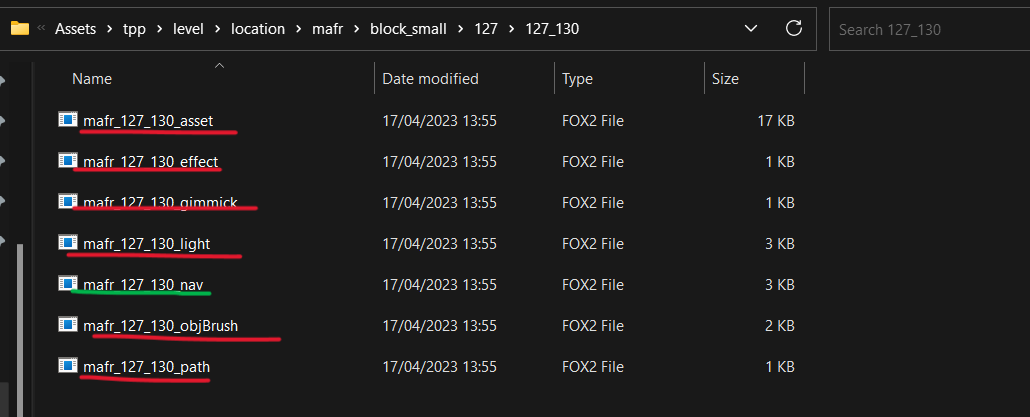 « Assets > tpp > level > location > mafr > block_small > 127 > 127_130
Search 127_130
Name Date modified Type Size
mafr_127_130_asset 17/04/2023 13:55 FOX2 File 17 KB
mafr_127_130_effect 17/04/2023 13:55 FOX2 File 1 KB
mafr_127_130_gimmick 17/04/2023 13:55 FOX2 File 1 KB
mafr_127_130_light 17/04/2023 13:55 FOX2 File 3 KB
mafr_127_130_nav 17/04/2023 13:55 FOX2 File 3 KB
mafr_127_130_objBrush 17/04/2023 13:55 FOX2 File 2 KB
mafr_127_130_path 17/04/2023 13:55 FOX2 File 1 KB